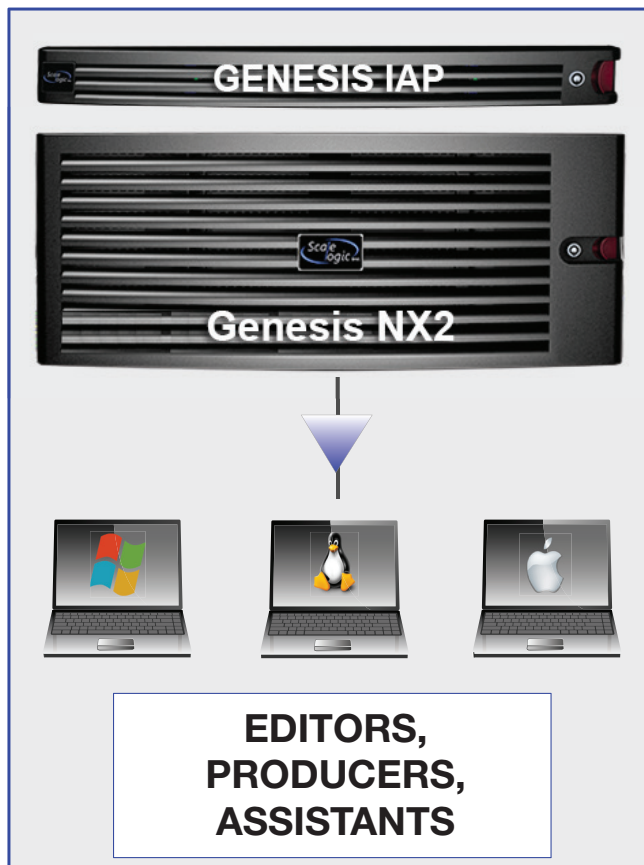 GENESIS IAP
Scale
logic
Genesis NX2
EDITORS,
PRODUCERS,
ASSISTANTS